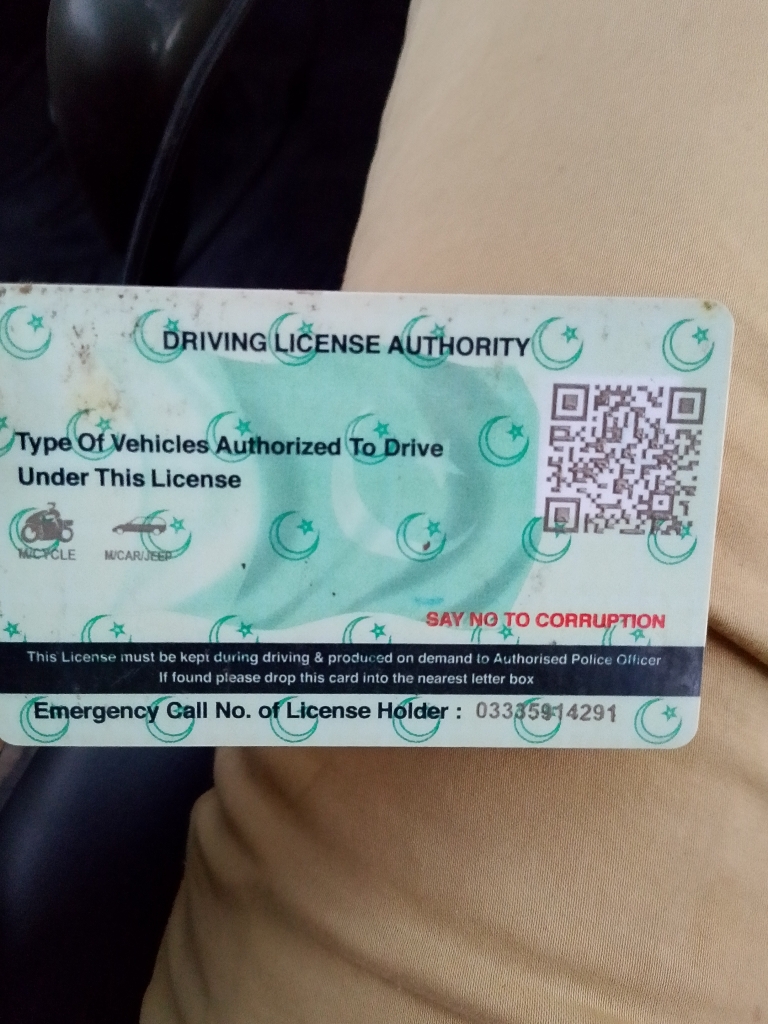 DRIVING LICENSE AUTHORITY
Type Of Vehicles Authorized To Drive
Under This License
M/CYCLE M/CAR/JEEP
SAY NO TO CORRUPTION
This License must be kept during driving & produced on demand to Authorised Police Officer
If found please drop this card into the nearest letter box
Emergency Call No. of License Holder : 03335914291